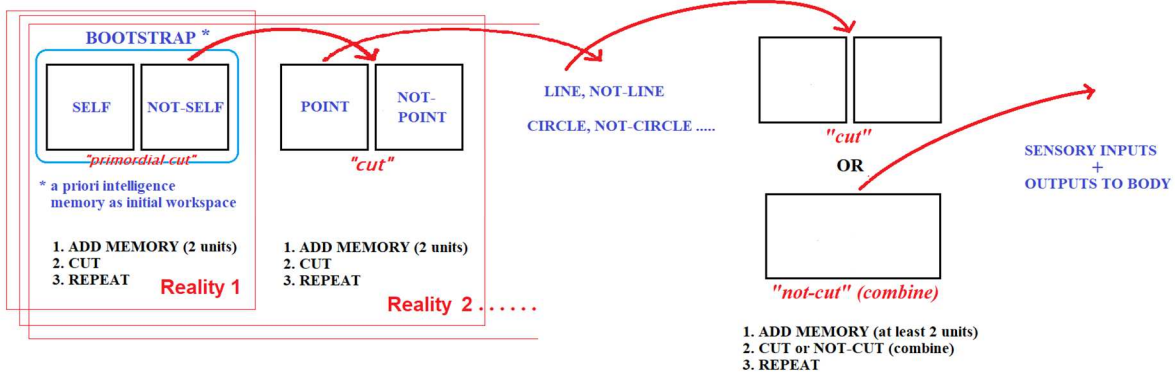 BOOTSTRAP *
SELF
NOT-SELF
"primordial cut"
* a priori intelligence
memory as initial workspace
1. ADD MEMORY (2 units)
2. CUT
3. REPEAT
Reality 1
POINT
NOT-
POINT
"cut"
1. ADD MEMORY (2 units)
2. CUT
3. REPEAT
Reality 2 . . . . . .
LINE, NOT-LINE
CIRCLE, NOT-CIRCLE .....
"cut"
OR
"not-cut" (combine)
1. ADD MEMORY (at least 2 units)
2. CUT or NOT-CUT (combine)
3. REPEAT
SENSORY INPUTS
+
OUTPUTS TO BODY